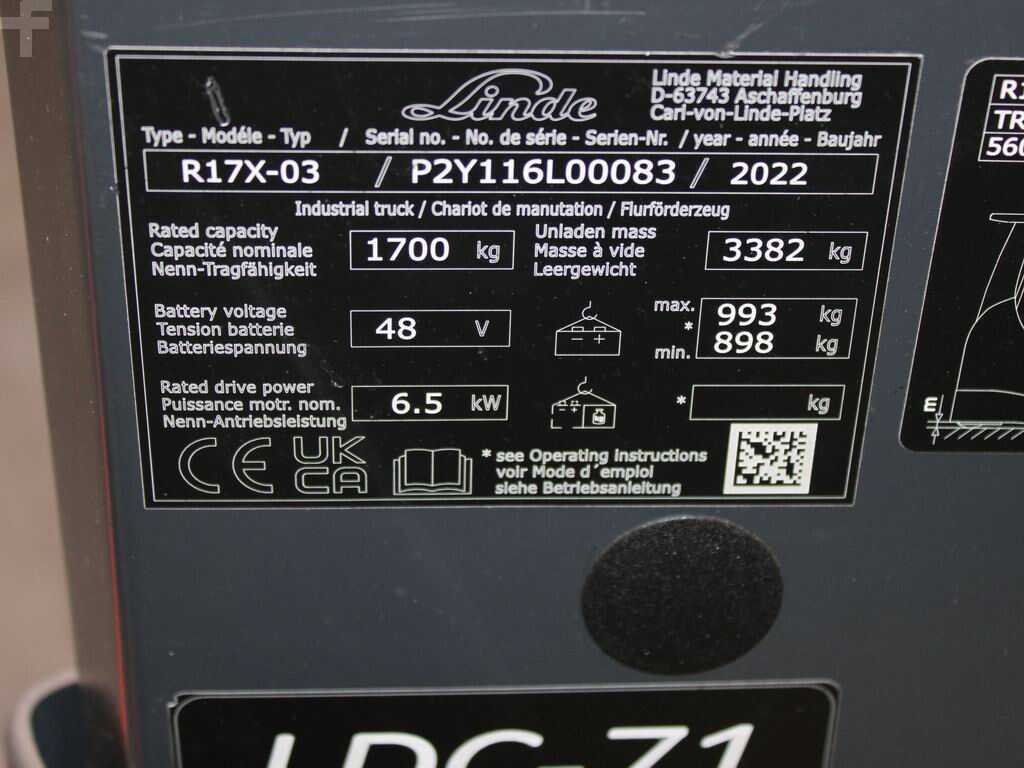 Linde
Linde Material Handling
D-63743 Aschaffenburg
Carl-von-Linde-Platz
Type - Modéle - Typ / Serial no. - No. de série - Serien-Nr. / year - année - Baujahr
R17X-03 / P2Y116L00083 / 2022
Industrial truck / Chariot de manutation / Flurförderzeug
Rated capacity
Capacité nominale
Nenn-Tragfähigkeit
1700 kg
Unladen mass
Masse à vide
Leergewicht
3382 kg
Battery voltage
Tension batterie
Batteriespannung
48 V
max. 993 kg
*
min. 898 kg
Rated drive power
Puissance motr. nom.
Nenn-Antriebsleistung
6.5 kW
* kg
CE
UK
CA
* see Operating Instructions
voir Mode d´emploi
siehe Betriebsanleitung
R1
TR
560
E